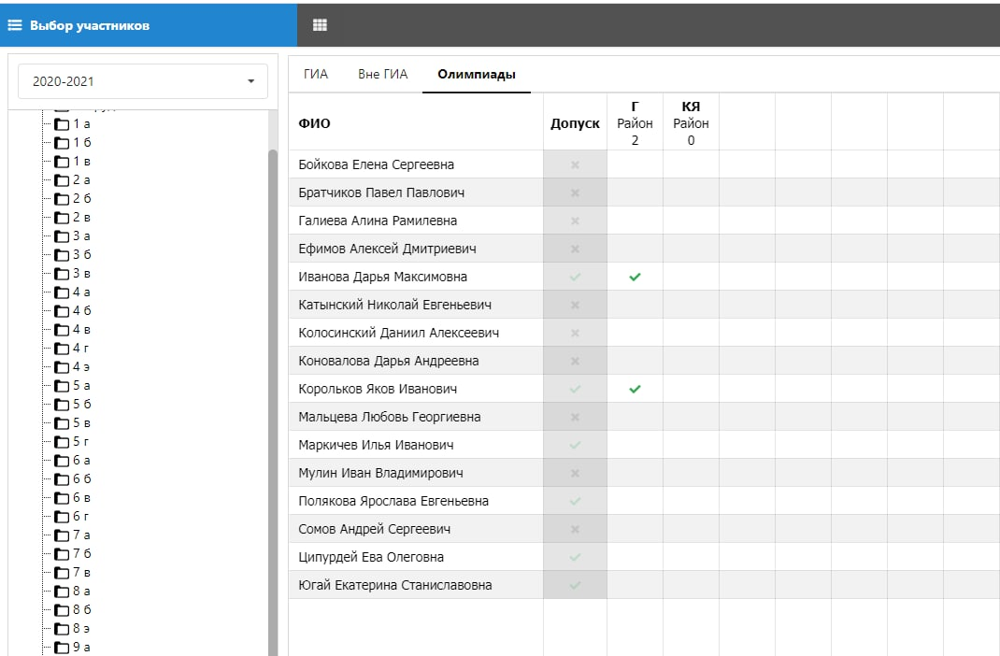 Выбор участников
2020-2021
1 а
1 б
1 в
2 а
2 б
2 в
3 а
3 б
3 в
4 а
4 б
4 в
4 г
4 э
5 а
5 б
5 в
5 г
6 а
6 б
6 в
6 г
7 а
7 б
7 в
8 а
8 б
8 э
9 а
ГИА Вне ГИА Олимпиады
ФИО Допуск Г Район 2 КЯ Район 0
Бойкова Елена Сергеевна
Братчиков Павел Павлович
Галиева Алина Рамилевна
Ефимов Алексей Дмитриевич
Иванова Дарья Максимовна
Катынский Николай Евгеньевич
Колосинский Даниил Алексеевич
Коновалова Дарья Андреевна
Корольков Яков Иванович
Мальцева Любовь Георгиевна
Маркичев Илья Иванович
Мулин Иван Владимирович
Полякова Ярослава Евгеньевна
Сомов Андрей Сергеевич
Ципурдей Ева Олеговна
Югай Екатерина Станиславовна